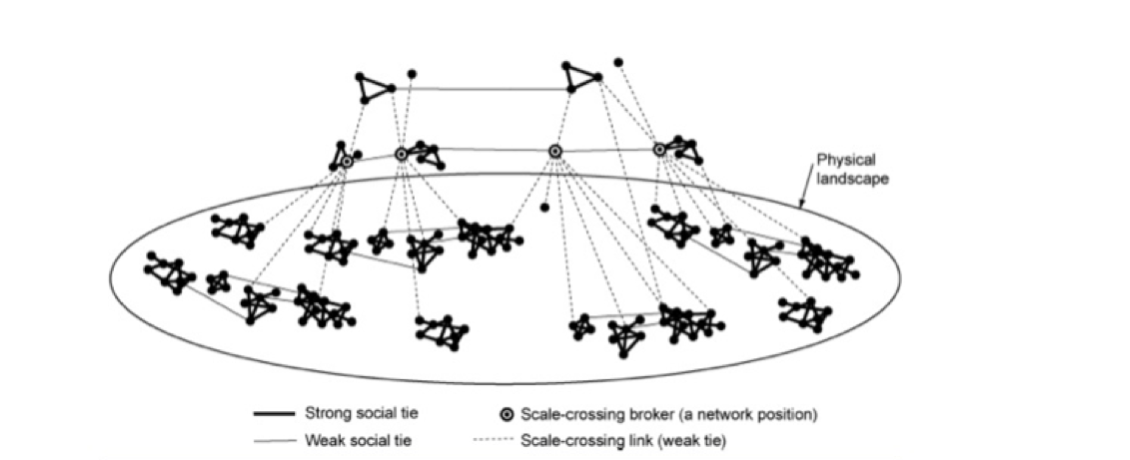 Physical
landscape
Strong social tie
Scale-crossing broker (a network position)
Weak social tie
Scale-crossing link (weak tie)